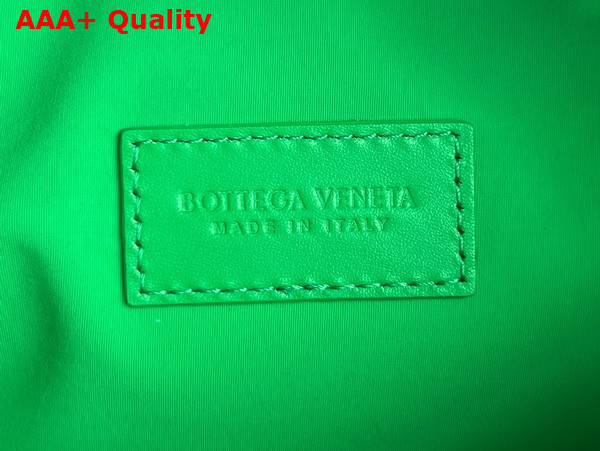 AAA+ Quality
BOTTEGA VENETA
MADE IN ITALY